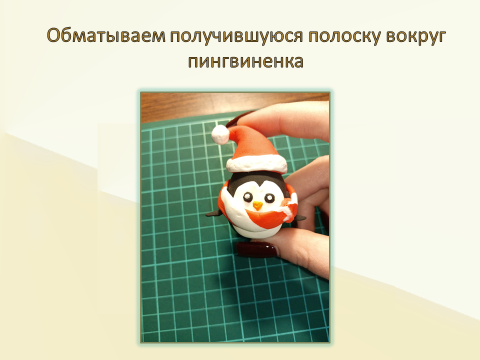 Обматываем получившуюся полоску вокруг
пингвиненка